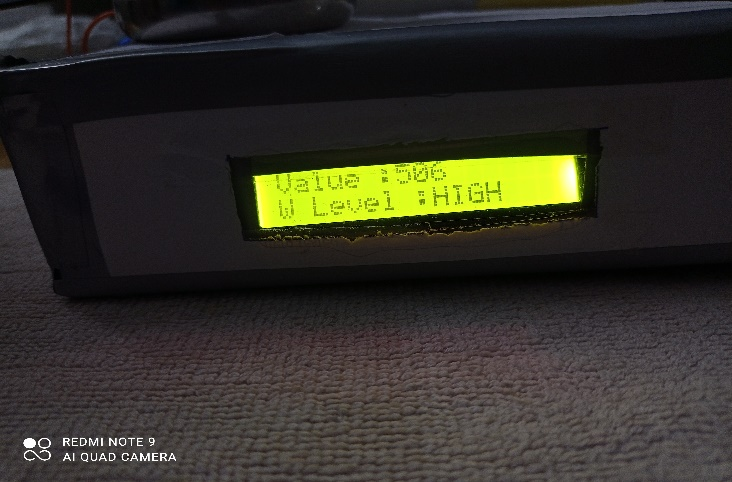 Value :506
W Level :HIGH
REDMI NOTE 9
AI QUAD CAMERA